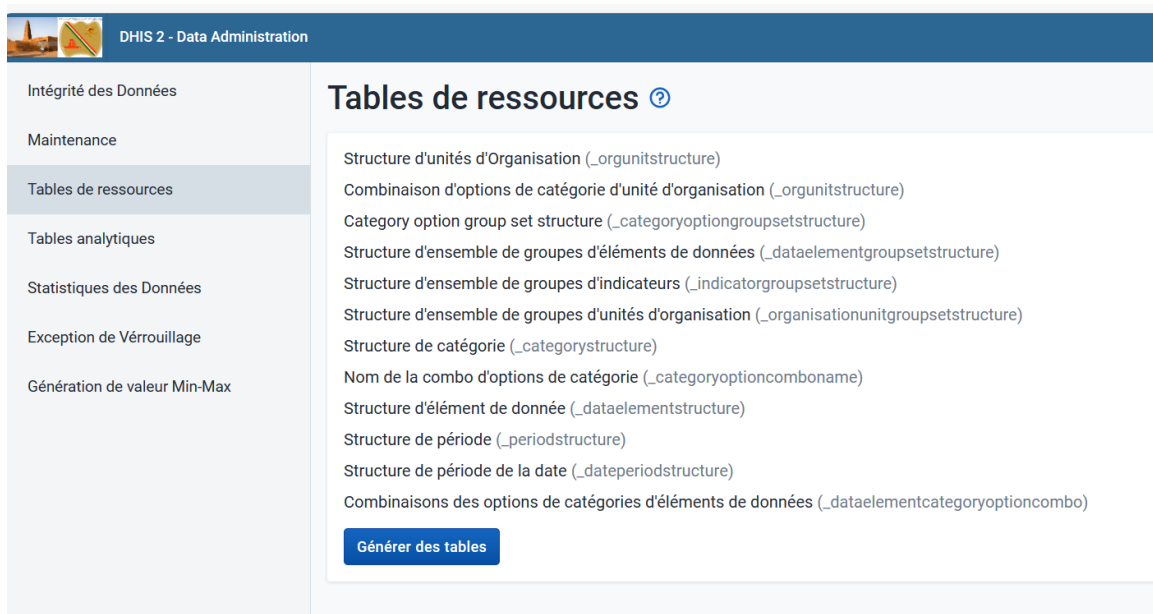 DHIS 2 - Data Administration
Intégrité des Données
Maintenance
Tables de ressources
Tables analytiques
Statistiques des Données
Exception de Vérrouillage
Génération de valeur Min-Max
Tables de ressources
Structure d'unités d'Organisation (_orgunitstructure)
Combinaison d'options de catégorie d'unité d'organisation (_orgunitstructure)
Category option group set structure (_categoryoptiongroupsetstructure)
Structure d'ensemble de groupes d'éléments de données (_dataelementgroupsetstructure)
Structure d'ensemble de groupes d'indicateurs (_indicatorgroupsetstructure)
Structure d'ensemble de groupes d'unités d'organisation (_organisationunitgroupsetstructure)
Structure de catégorie (_categorystructure)
Nom de la combo d'options de catégorie (_categoryoptioncomboname)
Structure d'élément de donnée (_dataelementstructure)
Structure de période (_periodstructure)
Structure de période de la date (_dateperiodstructure)
Combinaisons des options de catégories d'éléments de données (_dataelementcategoryoptioncombo)
Générer des tables